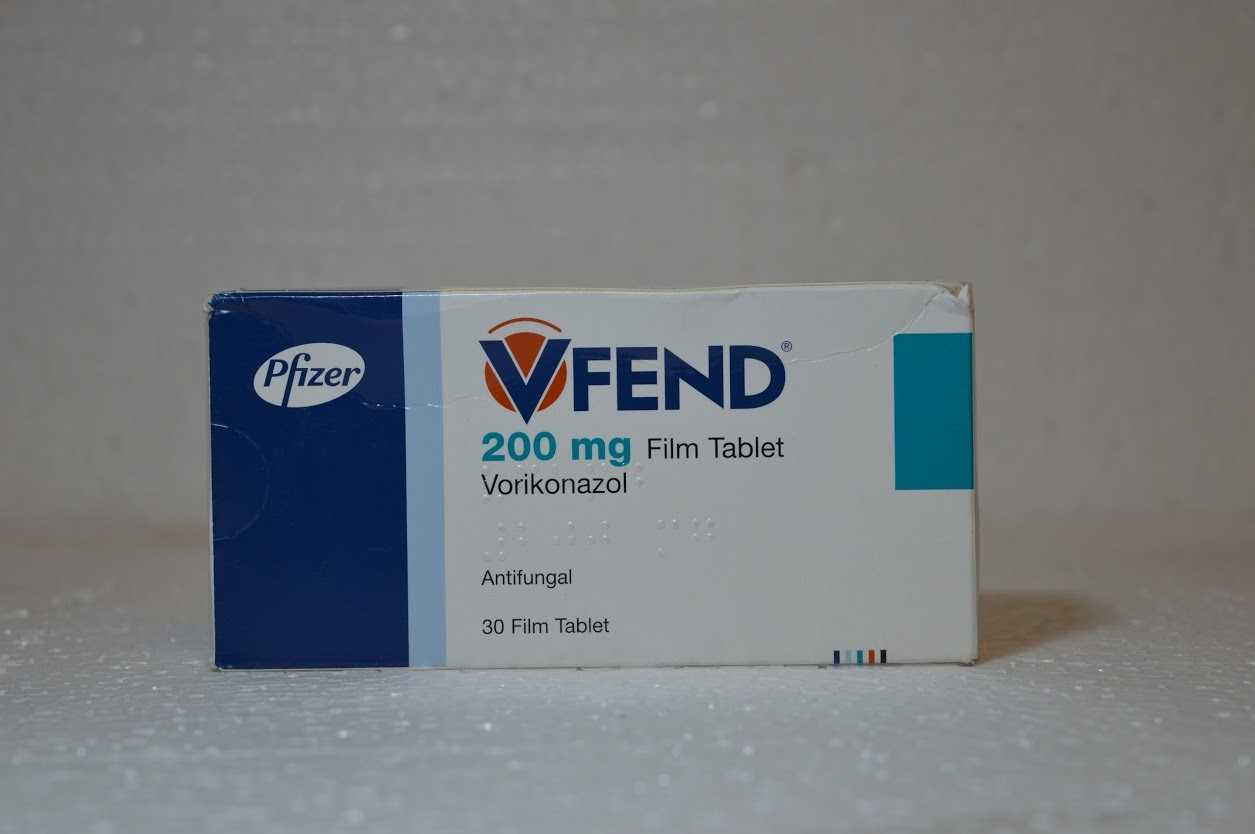 Pfizer
VFEND®
200 mg Film Tablet
Vorikonazol
Antifungal
30 Film Tablet